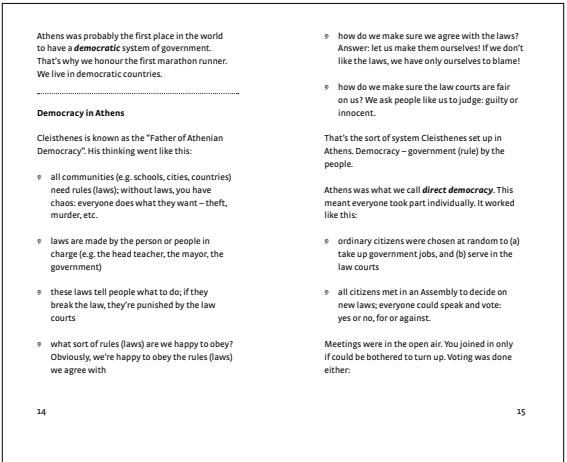 Athens was probably the first place in the world
to have a democratic system of government.
That's why we honour the first marathon runner.
We live in democratic countries.
Democracy in Athens
Cleisthenes is known as the "Father of Athenian
Democracy". His thinking went like this:
all communities (e.g. schools, cities, countries)
need rules (laws); without laws, you have
chaos: everyone does what they want – theft,
murder, etc.
laws are made by the person or people in
charge (e.g. the head teacher, the mayor, the
government)
these laws tell people what to do; if they
break the law, they're punished by the law
courts
what sort of rules (laws) are we happy to obey?
Obviously, we're happy to obey the rules (laws)
we agree with
14
how do we make sure we agree with the laws?
Answer: let us make them ourselves! If we don't
like the laws, we have only ourselves to blame!
how do we make sure the law courts are fair
on us? We ask people like us to judge: guilty or
innocent.
That's the sort of system Cleisthenes set up in
Athens. Democracy – government (rule) by the
people.
Athens was what we call direct democracy. This
meant everyone took part individually. It worked
like this:
ordinary citizens were chosen at random to (a)
take up government jobs, and (b) serve in the
law courts
all citizens met in an Assembly to decide on
new laws; everyone could speak and vote:
yes or no, for or against.
Meetings were in the open air. You joined in only
if could be bothered to turn up. Voting was done
either:
15